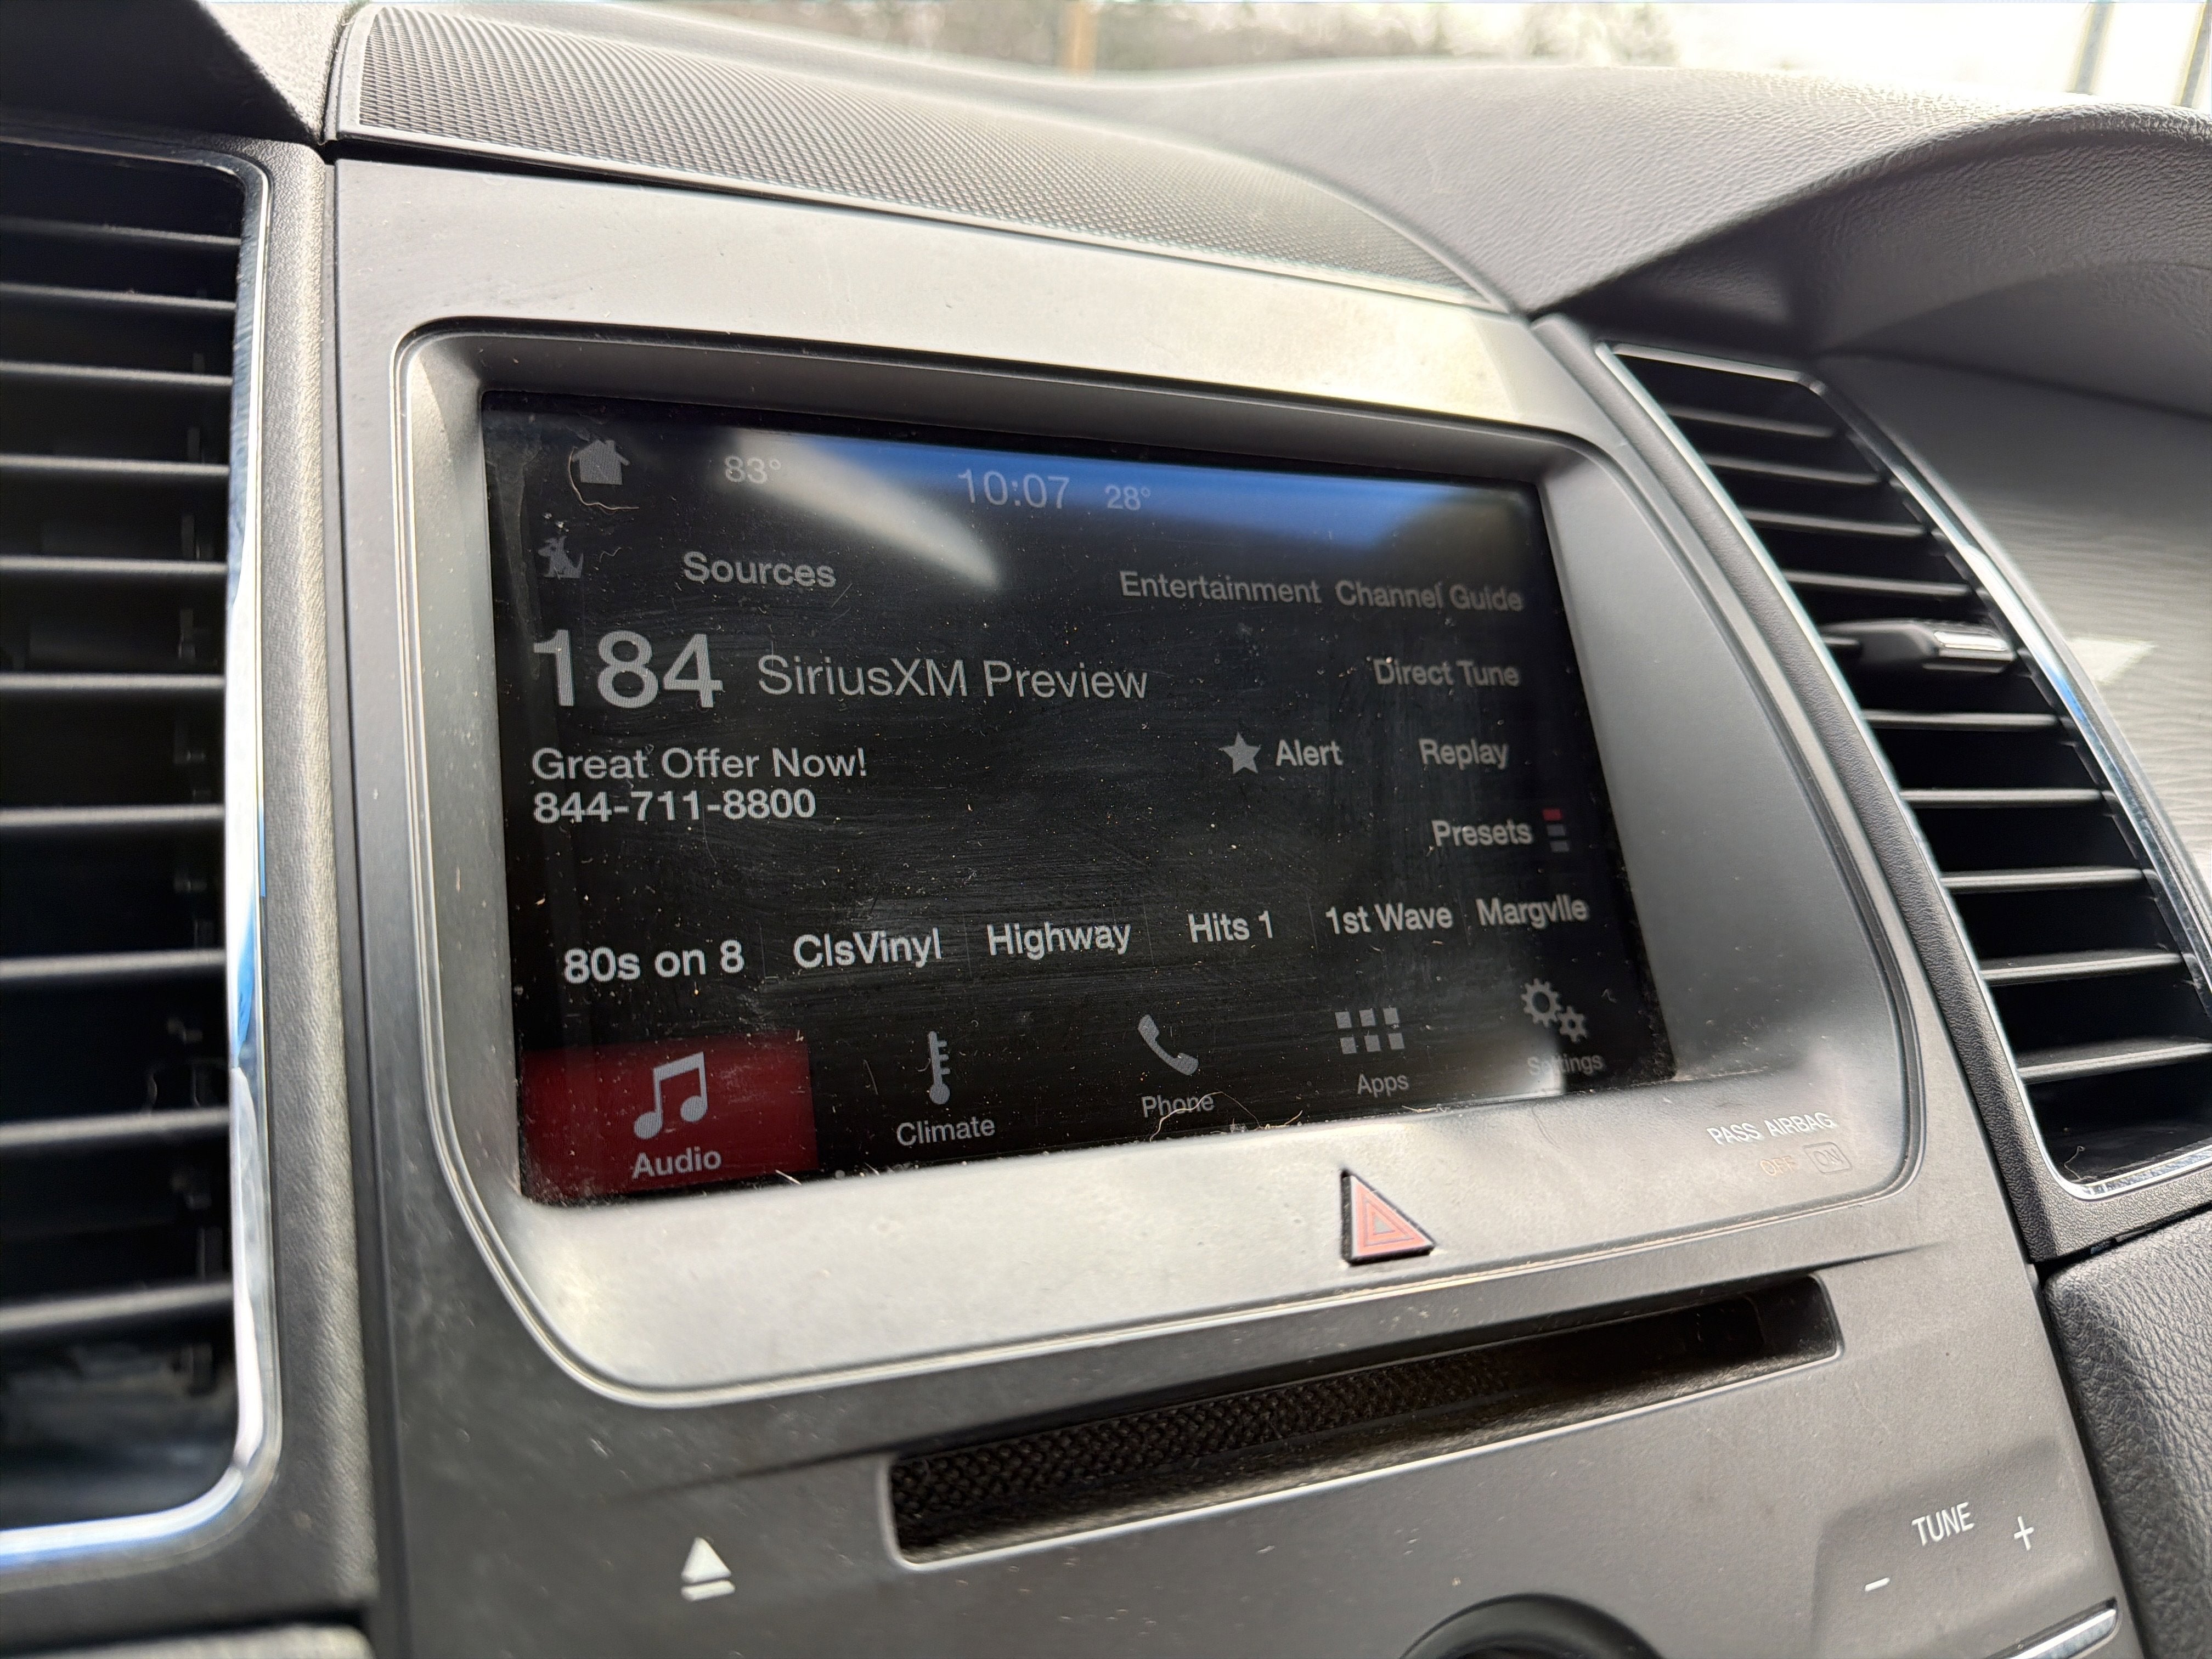 83° 10:07 28°
Sources Entertainment Channel Guide
184 SiriusXM Preview Direct Tune
Great Offer Now! Alert Replay
844-711-8800
Presets
80s on 8 ClsVinyl Highway Hits 1 1st Wave Margvlle
Audio Climate Phone Apps Settings
PASS AIRBAG
OFF ON
TUNE
- +